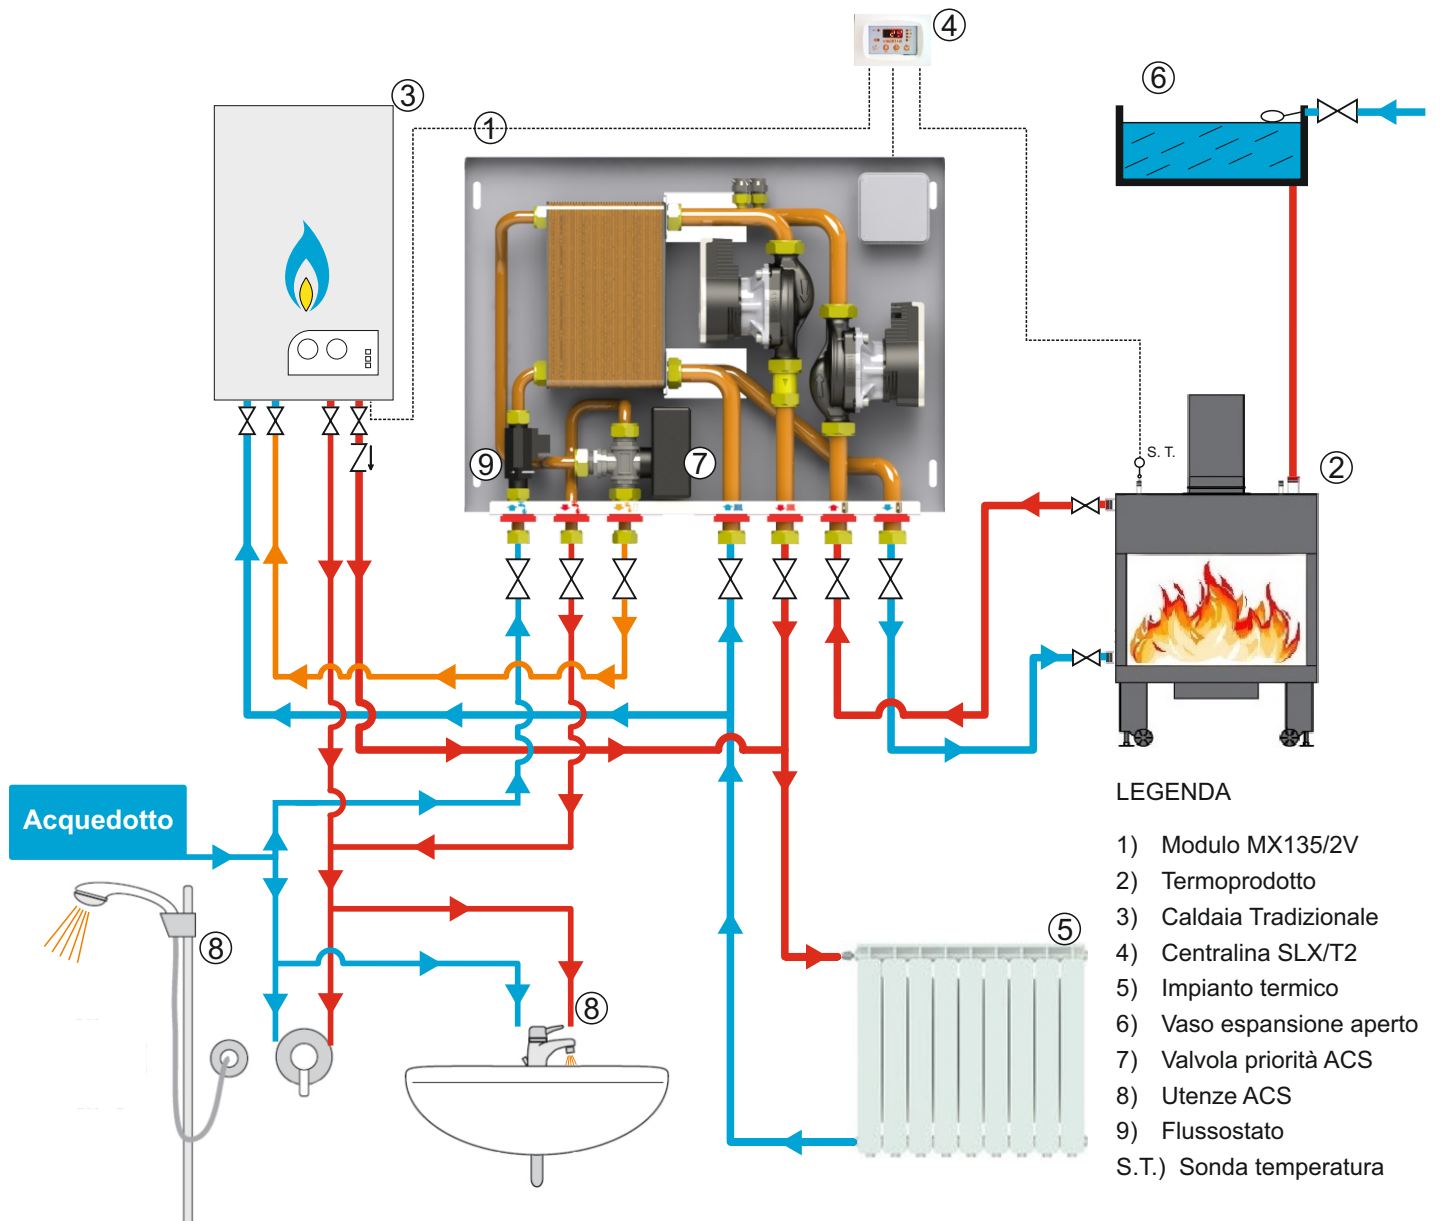 4
3
6
1
9
7
S. T.
2
Acquedotto
8
8
5
LEGENDA
1) Modulo MX135/2V
2) Termoprodotto
3) Caldaia Tradizionale
4) Centralina SLX/T2
5) Impianto termico
6) Vaso espansione aperto
7) Valvola priorità ACS
8) Utenze ACS
9) Flussostato
S.T.) Sonda temperatura